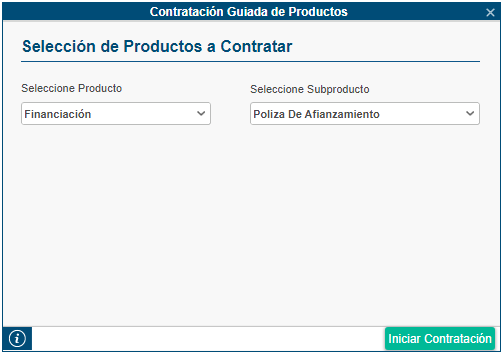 Contratación Guiada de Productos
Selección de Productos a Contratar
Seleccione Producto
Seleccione Subproducto
Financiación
Poliza De Afianzamiento
Iniciar Contratación